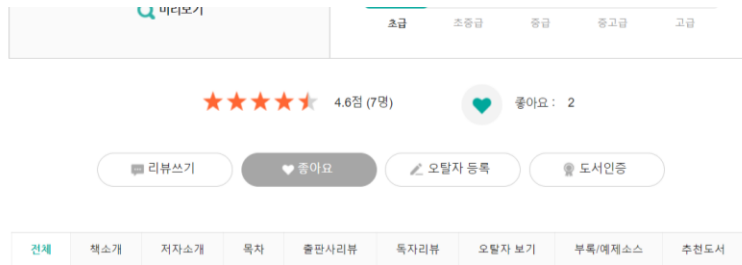 미리보기
초급 초중급 중급 중고급 고급
4.6점 (7명) 좋아요 : 2
리뷰쓰기 좋아요 오탈자 등록 도서인증
전체 책소개 저자소개 목차 출판사리뷰 독자리뷰 오탈자 보기 부록/예제소스 추천도서